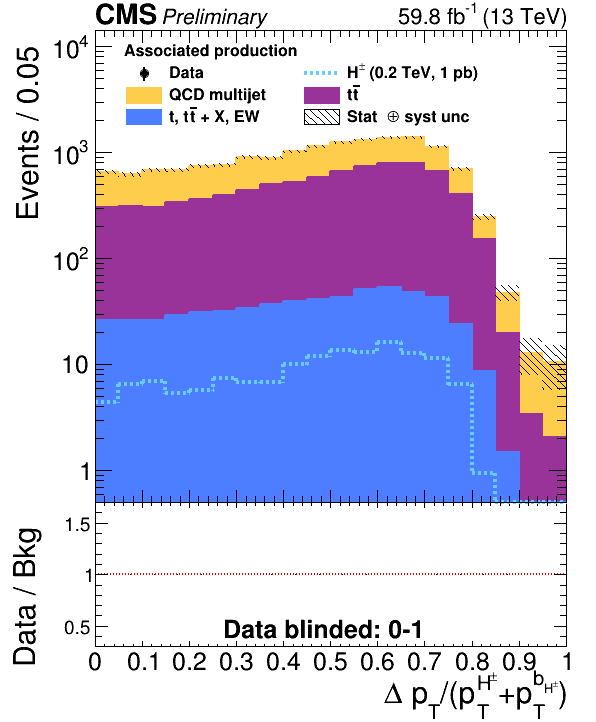 CMS Preliminary 59.8 fb⁻¹ (13 TeV)
Associated production
Data
H± (0.2 TeV, 1 pb)
QCD multijet
tt̄
t, tt̄ + X, EW
Stat ⊕ syst unc
Events / 0.05
10⁴
10³
10²
10
1
Data / Bkg
1.5
1
0.5
Data blinded: 0-1
0 0.1 0.2 0.3 0.4 0.5 0.6 0.7 0.8 0.9 1
Δ p_T/(p_T^{H±}+p_T^{b_{H±}})